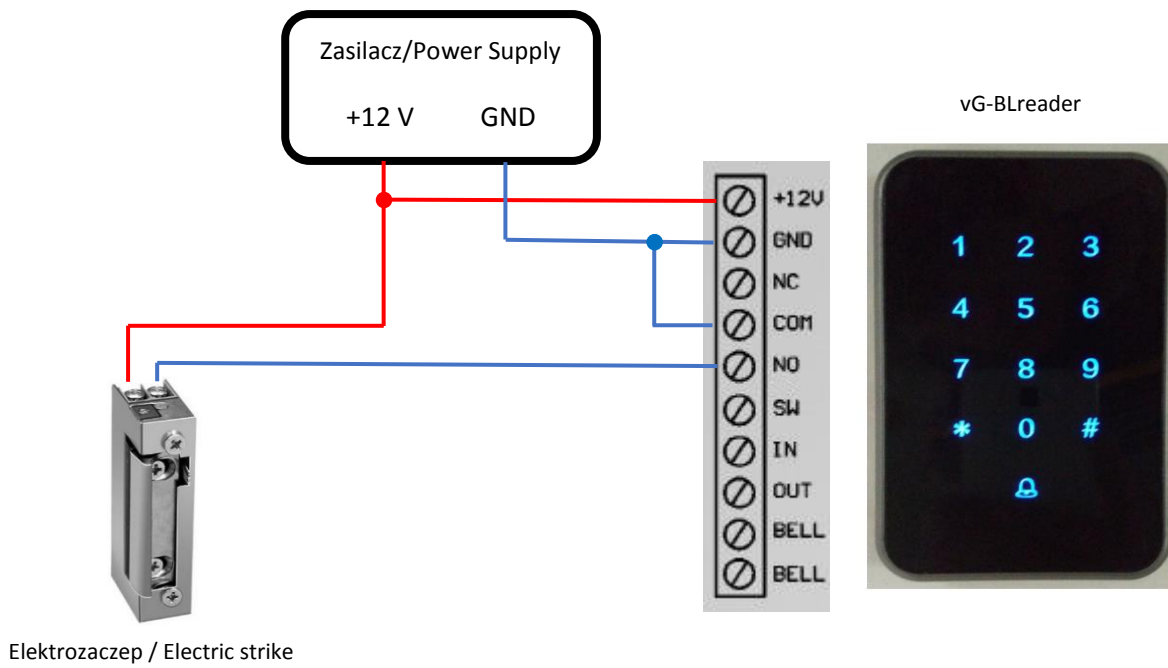 Zasilacz/Power Supply
+12 V GND
vG-BLreader
+12V
GND
NC
COM
NO
SW
IN
OUT
BELL
BELL
1 2 3
4 5 6
7 8 9
* 0 #
Elektrozaczep / Electric strike